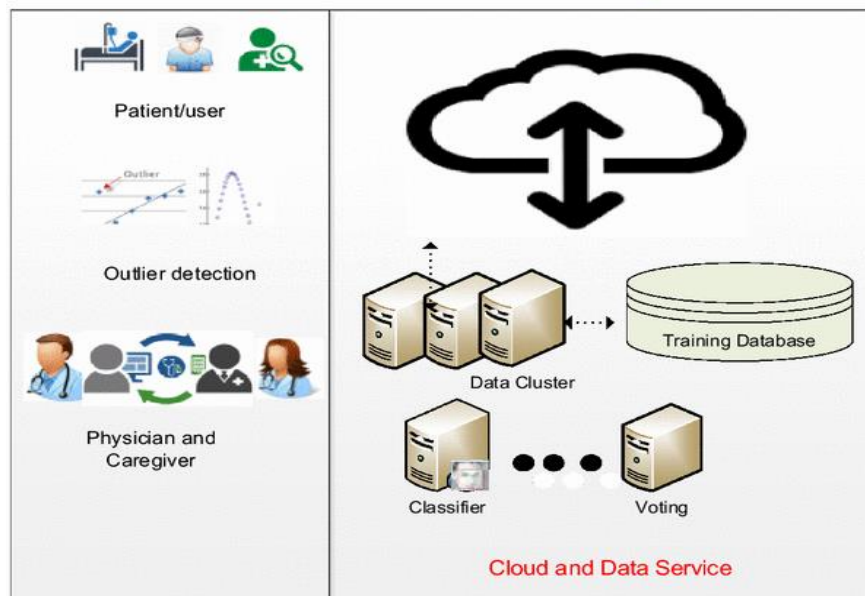 Patient/user
Outlier
Outlier detection
Physician and
Caregiver
Training Database
Data Cluster
Classifier
Voting
Cloud and Data Service